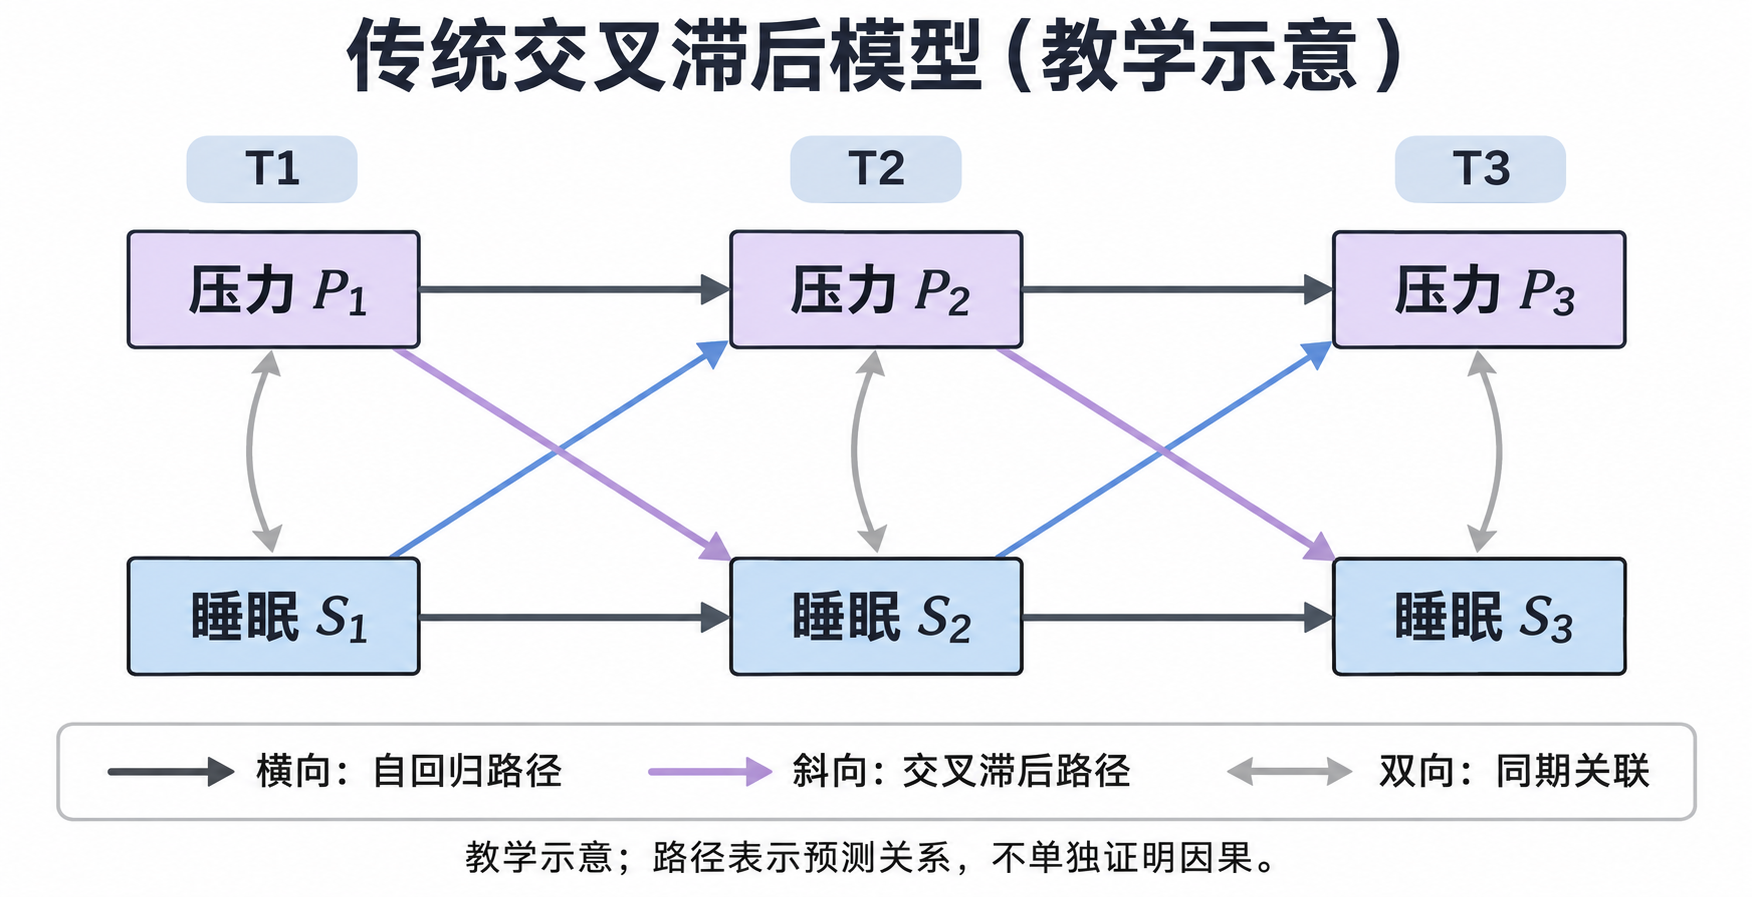 传统交叉滞后模型(教学示意)
T1 T2 T3
压力 P1 压力 P2 压力 P3
睡眠 S1 睡眠 S2 睡眠 S3
横向：自回归路径 斜向：交叉滞后路径 双向：同期关联
教学示意；路径表示预测关系，不单独证明因果。